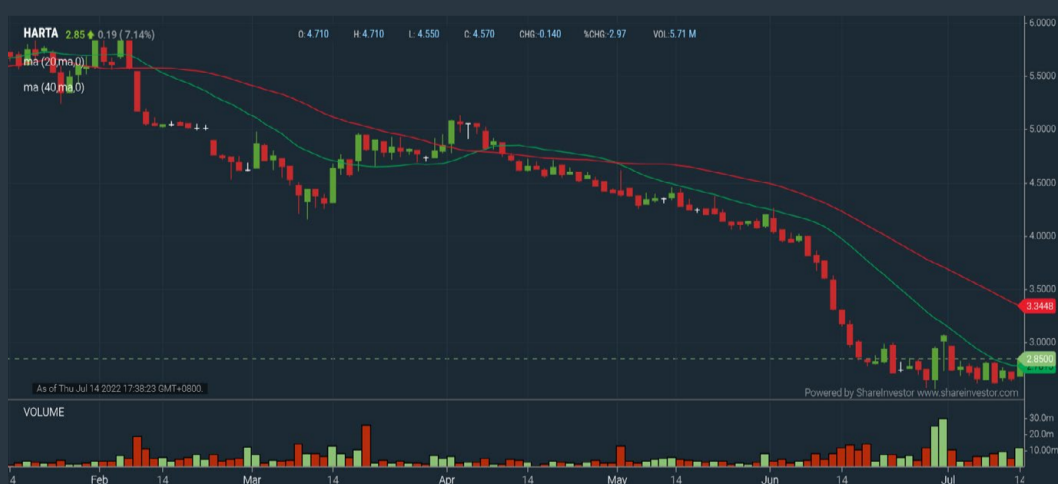 HARTA 2.85 0.19 ( 7.14%) O: 4.710 H: 4.710 L: 4.550 C: 4.570 CHG:-0.140 %CHG:-2.97 VOL:5.71 M
ma (20,ma,0)
ma (40,ma,0)
6.0000
5.5000
5.0000
4.5000
4.0000
3.5000
3.3448
3.0000
2.8500
As of Thu Jul 14 2022 17:38:23 GMT+0800.
Powered by ShareInvestor www.shareinvestor.com
VOLUME
30.0m
20.0m
10.00m
4 Feb 14 Mar 14 Apr 14 May 14 Jun 14 Jul 14